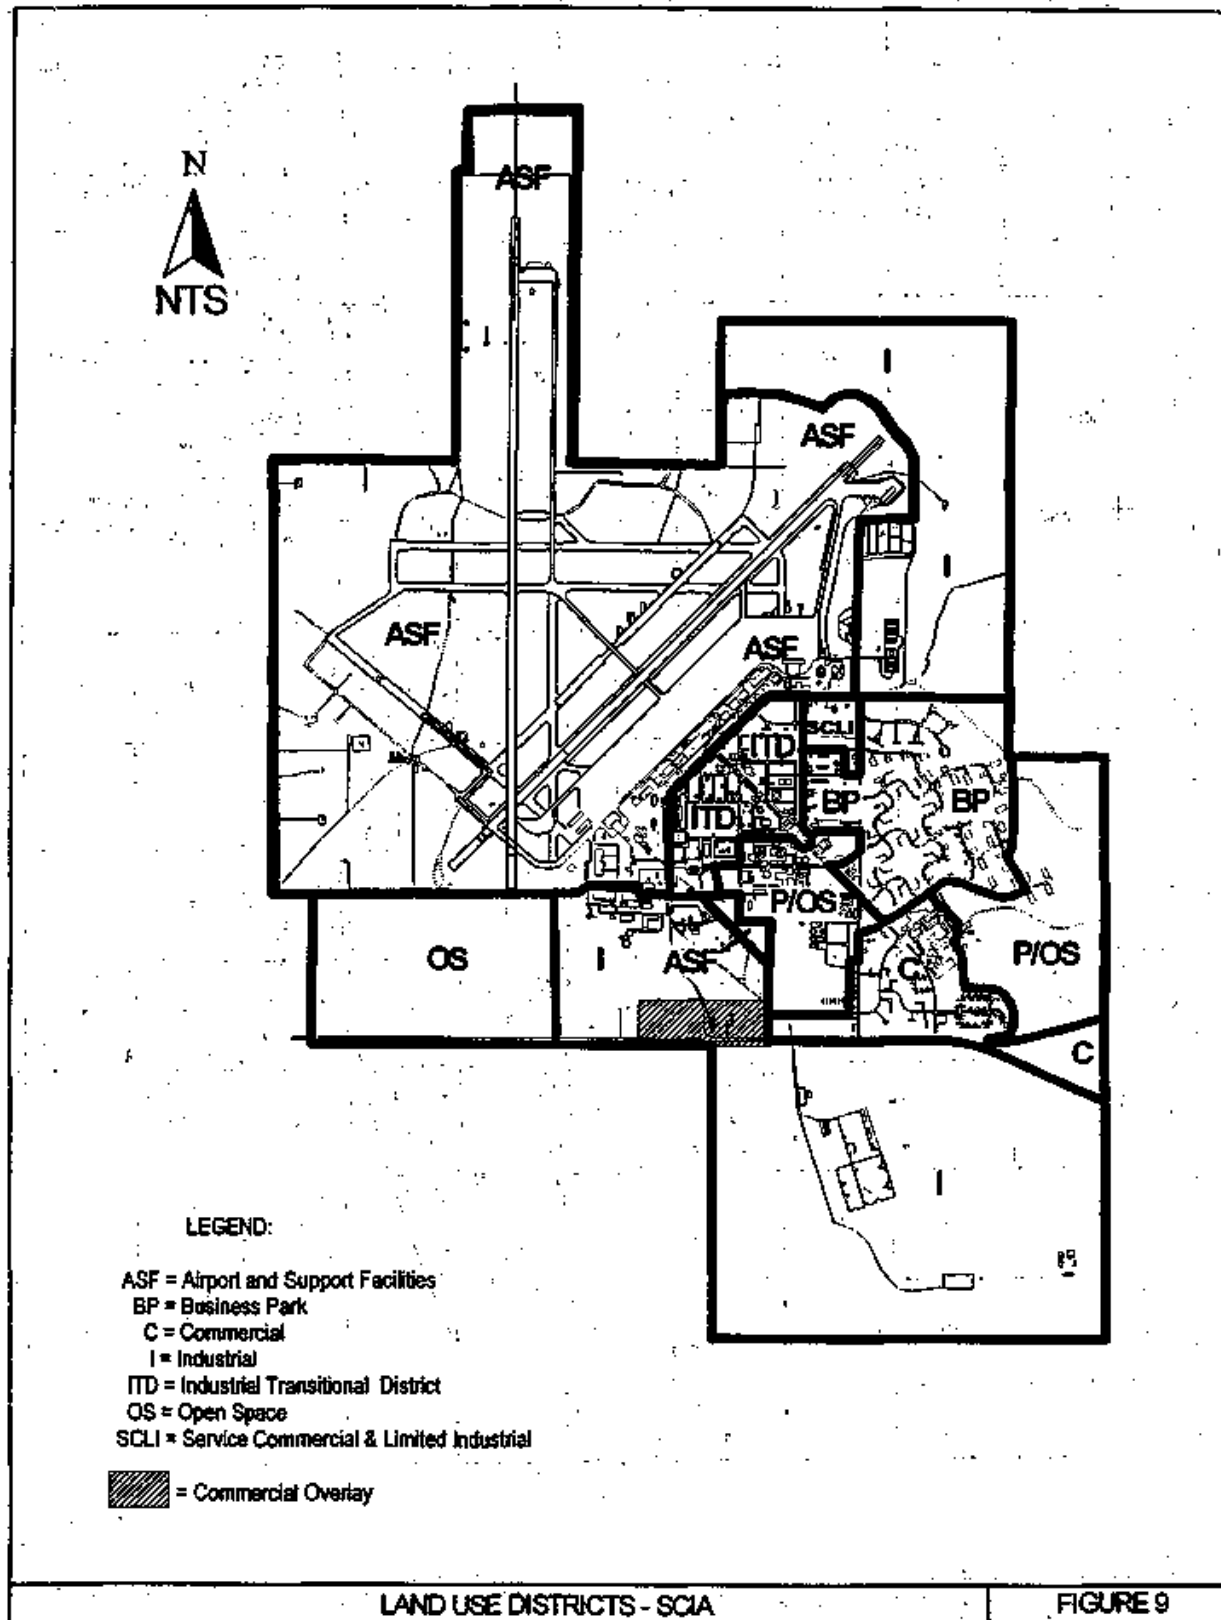 N
NTS
ASF
I
I
ASF
I
I
ASF
ASF
SCLI
ITD
BP
BP
ITD
P/OS
OS
I
ASF
C
P/OS
C
I
LEGEND:
ASF = Airport and Support Facilities
BP = Business Park
C = Commercial
I = Industrial
ITD = Industrial Transitional District
OS = Open Space
SCLI = Service Commercial & Limited Industrial
= Commercial Overlay
LAND USE DISTRICTS - SCIA
FIGURE 9